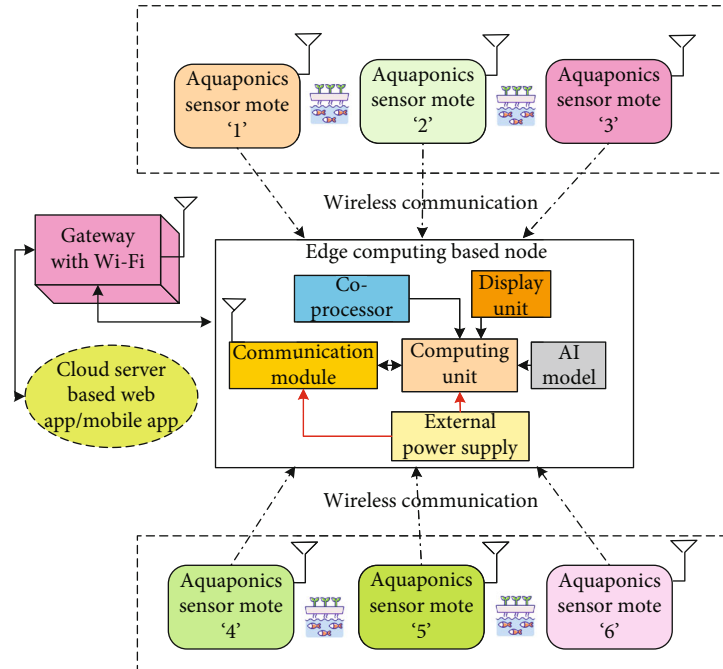 Aquaponics
sensor mote
‘1’
Aquaponics
sensor mote
‘2’
Aquaponics
sensor mote
‘3’
Wireless communication
Gateway
with Wi-Fi
Cloud server
based web
app/mobile app
Edge computing based node
Co-
processor
Display
unit
Communication
module
Computing
unit
AI
model
External
power supply
Wireless communication
Aquaponics
sensor mote
‘4’
Aquaponics
sensor mote
‘5’
Aquaponics
sensor mote
‘6’